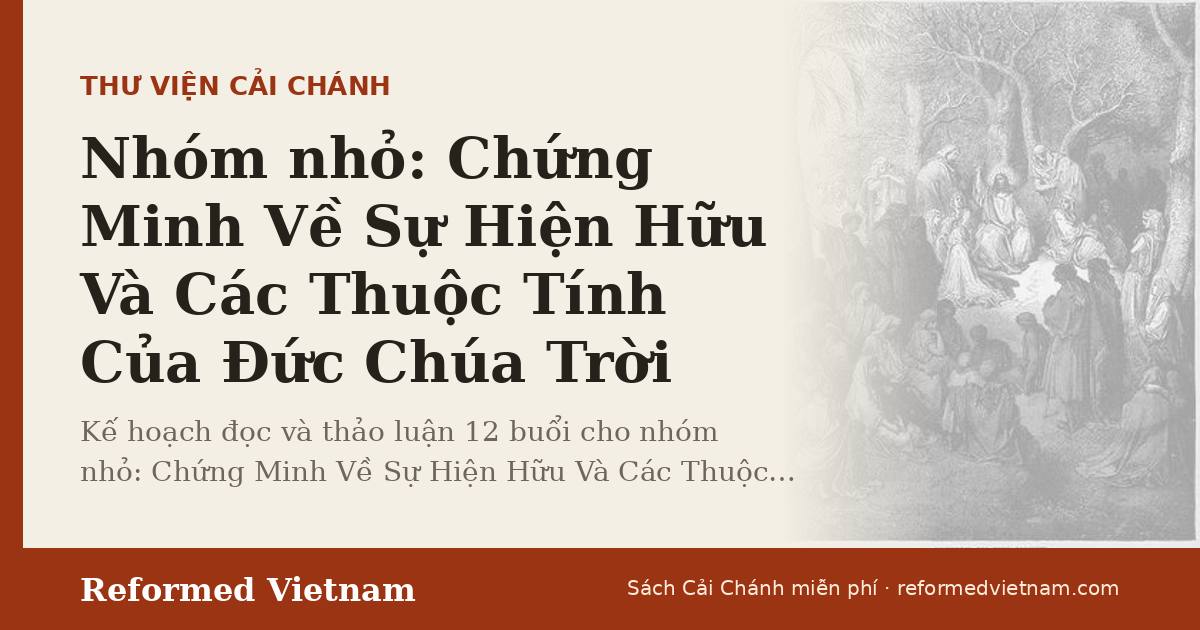 THƯ VIỆN CẢI CHÁNH
Nhóm nhỏ: Chứng
Minh Về Sự Hiện Hữu
Và Các Thuộc Tính
Của Đức Chúa Trời
Kế hoạch đọc và thảo luận 12 buổi cho nhóm
nhỏ: Chứng Minh Về Sự Hiện Hữu Và Các Thuộc...
Reformed Vietnam
Sách Cải Chánh miễn phí · reformedvietnam.com